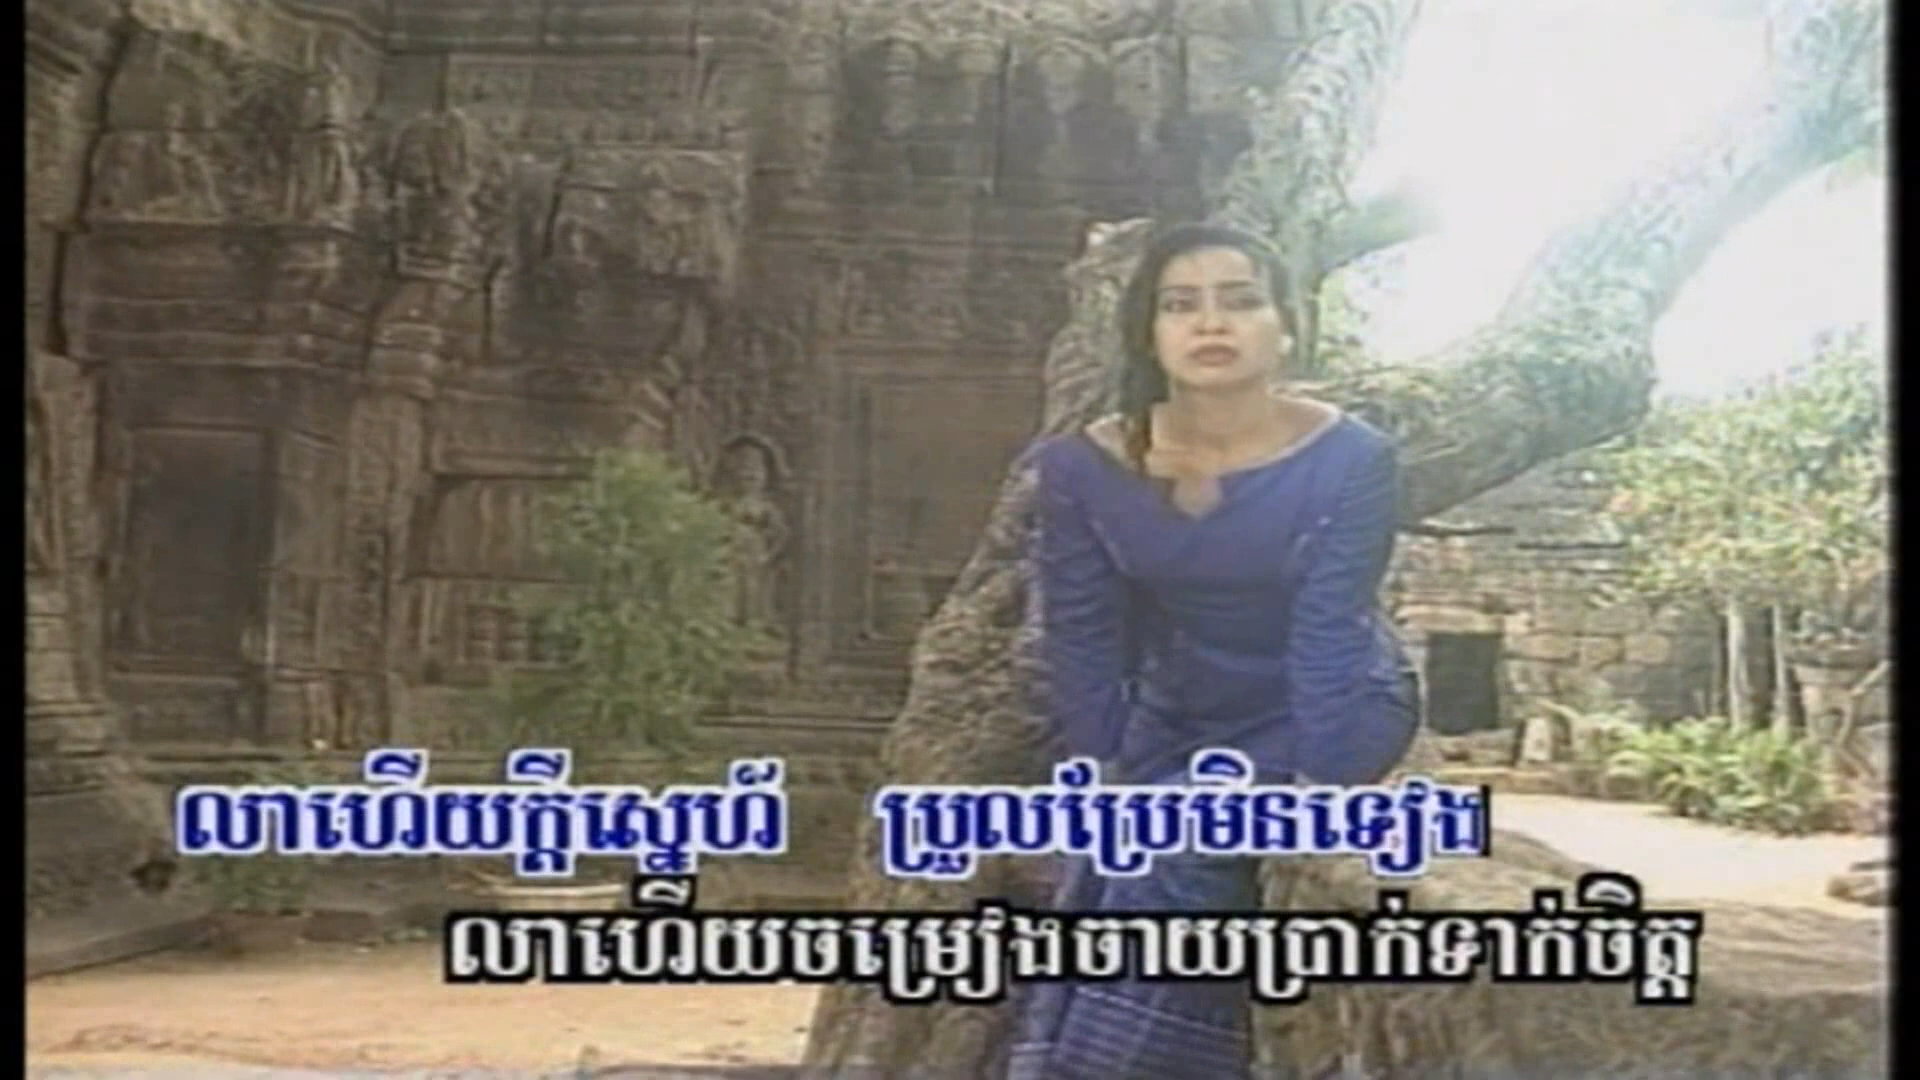 លាហើយក្ដីស្នេហ៍ ប្រួលប្រែមិនទៀង
លាហើយចម្រៀងចាយប្រាក់ទាក់ចិត្ត